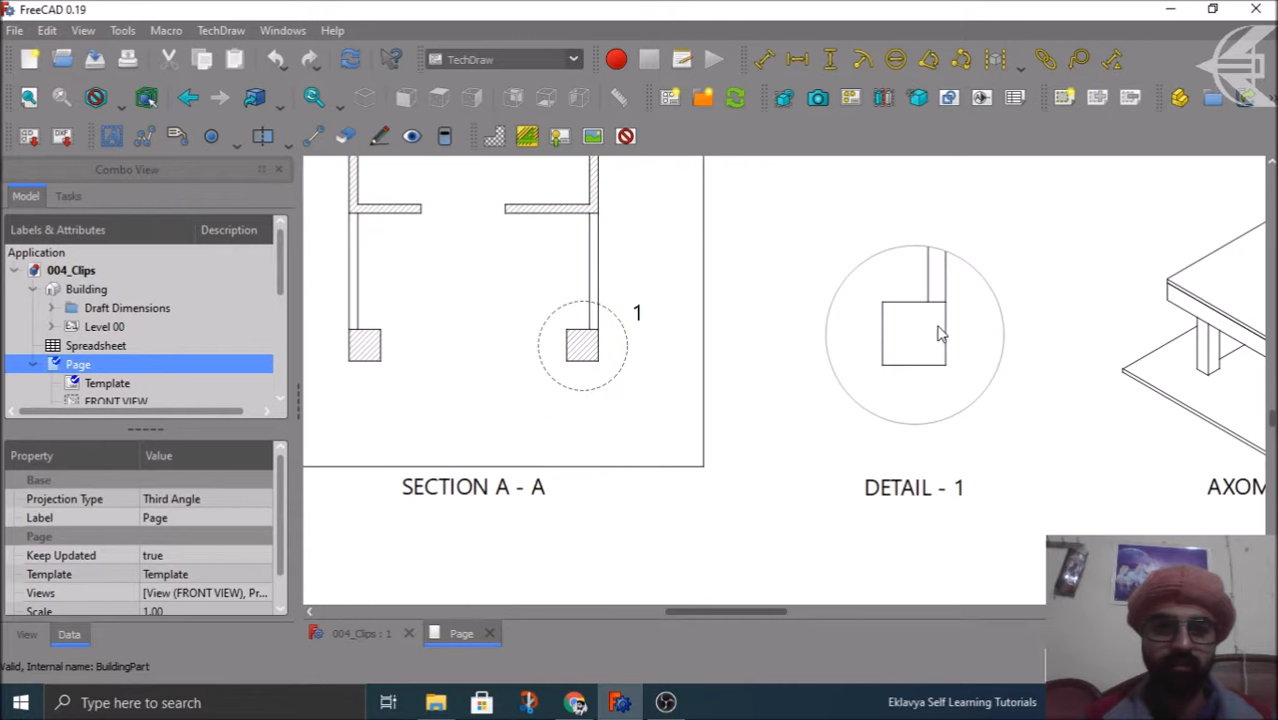 FreeCAD 0.19
File Edit View Tools Macro TechDraw Windows Help
TechDraw
Combo View
Model Tasks
Labels & Attributes Description
Application
004_Clips
Building
Draft Dimensions
Level 00
Spreadsheet
Page
Template
FRONT VIEW
Property Value
Base
Projection Type Third Angle
Label Page
Page
Keep Updated true
Template Template
Views [View (FRONT VIEW), Pr...
Scale 1.00
View Data
1
SECTION A - A
DETAIL - 1
AXOM
004_Clips : 1
Page
Valid, Internal name: BuildingPart
Type here to search
Eklavya Self Learning Tutorials